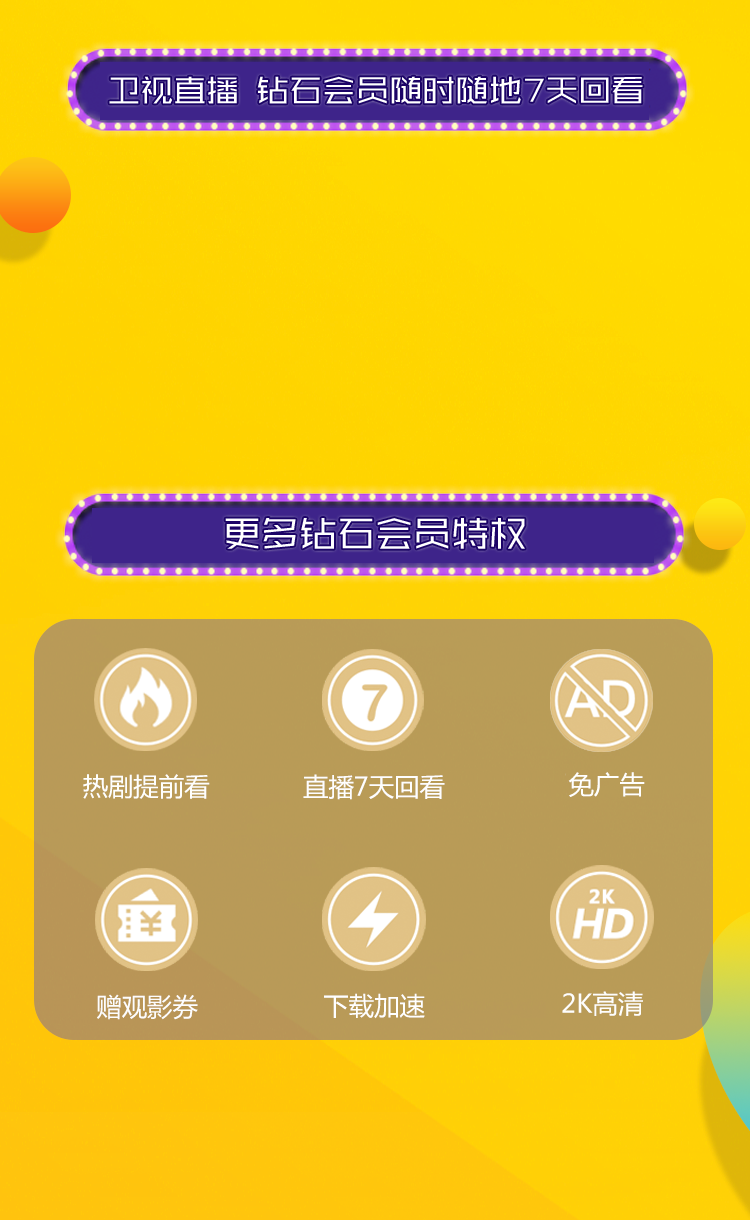 卫视直播 钻石会员随时随地7天回看
更多钻石会员特权
7
AD
热剧提前看
直播7天回看
免广告
¥
2K
HD
赠观影券
下载加速
2K高清